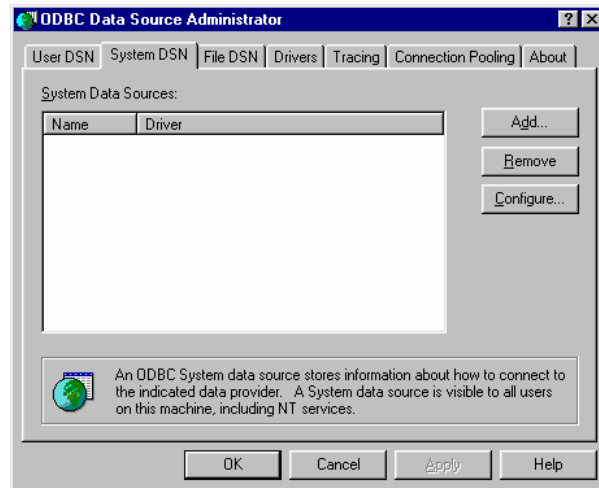 ODBC Data Source Administrator
User DSN System DSN File DSN Drivers Tracing Connection Pooling About
System Data Sources:
Name Driver
Add...
Remove
Configure...
An ODBC System data source stores information about how to connect to
the indicated data provider. A System data source is visible to all users
on this machine, including NT services.
OK Cancel Apply Help